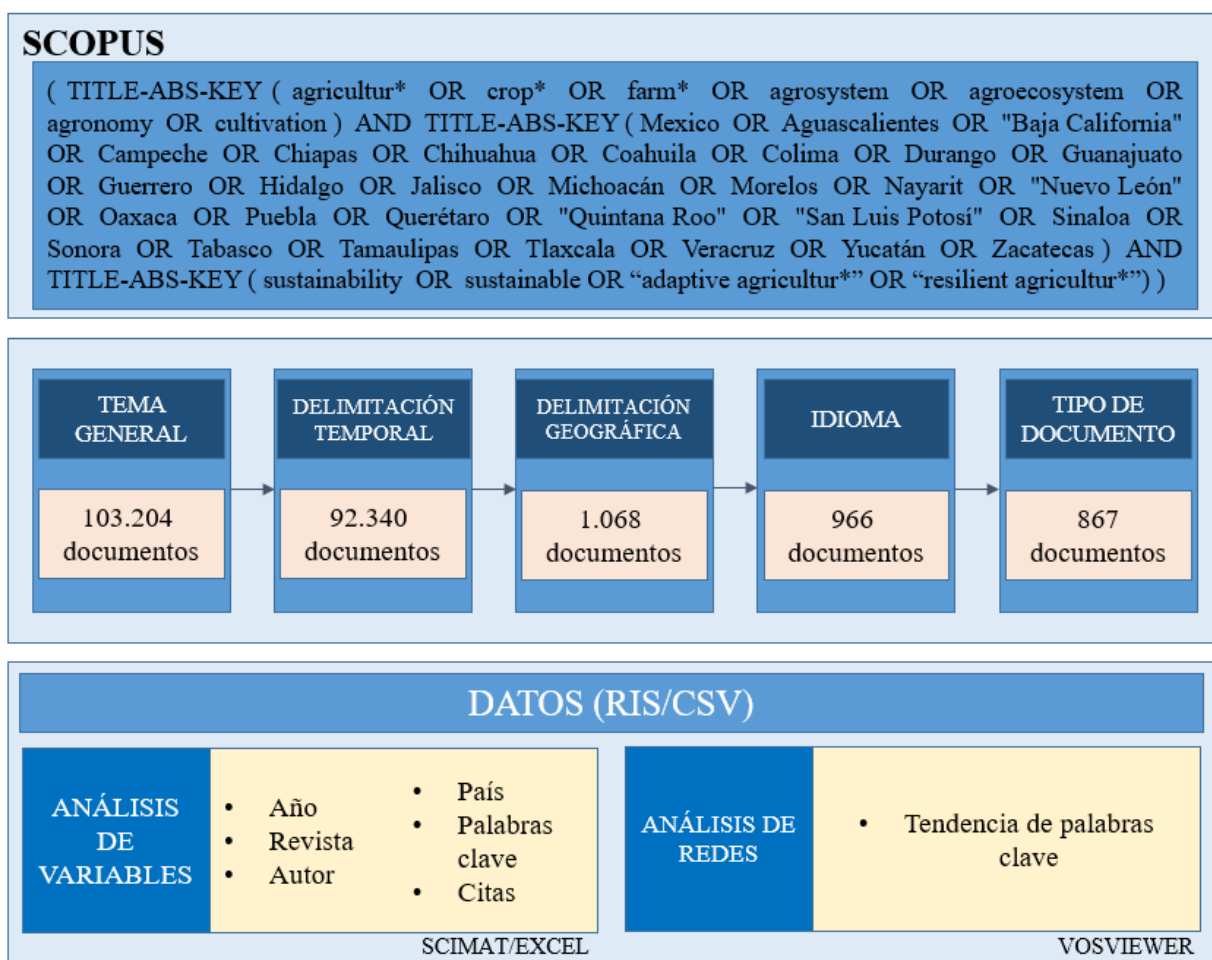 SCOPUS
( TITLE-ABS-KEY ( agricultur* OR crop* OR farm* OR agrosystem OR agroecosystem OR
agronomy OR cultivation ) AND TITLE-ABS-KEY ( Mexico OR Aguascalientes OR "Baja California"
OR Campeche OR Chiapas OR Chihuahua OR Coahuila OR Colima OR Durango OR Guanajuato
OR Guerrero OR Hidalgo OR Jalisco OR Michoacán OR Morelos OR Nayarit OR "Nuevo León"
OR Oaxaca OR Puebla OR Querétaro OR "Quintana Roo" OR "San Luis Potosí" OR Sinaloa OR
Sonora OR Tabasco OR Tamaulipas OR Tlaxcala OR Veracruz OR Yucatán OR Zacatecas ) AND
TITLE-ABS-KEY ( sustainability OR sustainable OR “adaptive agricultur*” OR “resilient agricultur*”) )
TEMA
GENERAL
103.204
documentos
DELIMITACIÓN
TEMPORAL
92.340
documentos
DELIMITACIÓN
GEOGRÁFICA
1.068
documentos
IDIOMA
966
documentos
TIPO DE
DOCUMENTO
867
documentos
DATOS (RIS/CSV)
ANÁLISIS
DE
VARIABLES
• Año
• Revista
• Autor
• País
• Palabras
clave
• Citas
SCIMAT/EXCEL
ANÁLISIS DE
REDES
• Tendencia de palabras
clave
VOSVIEWER